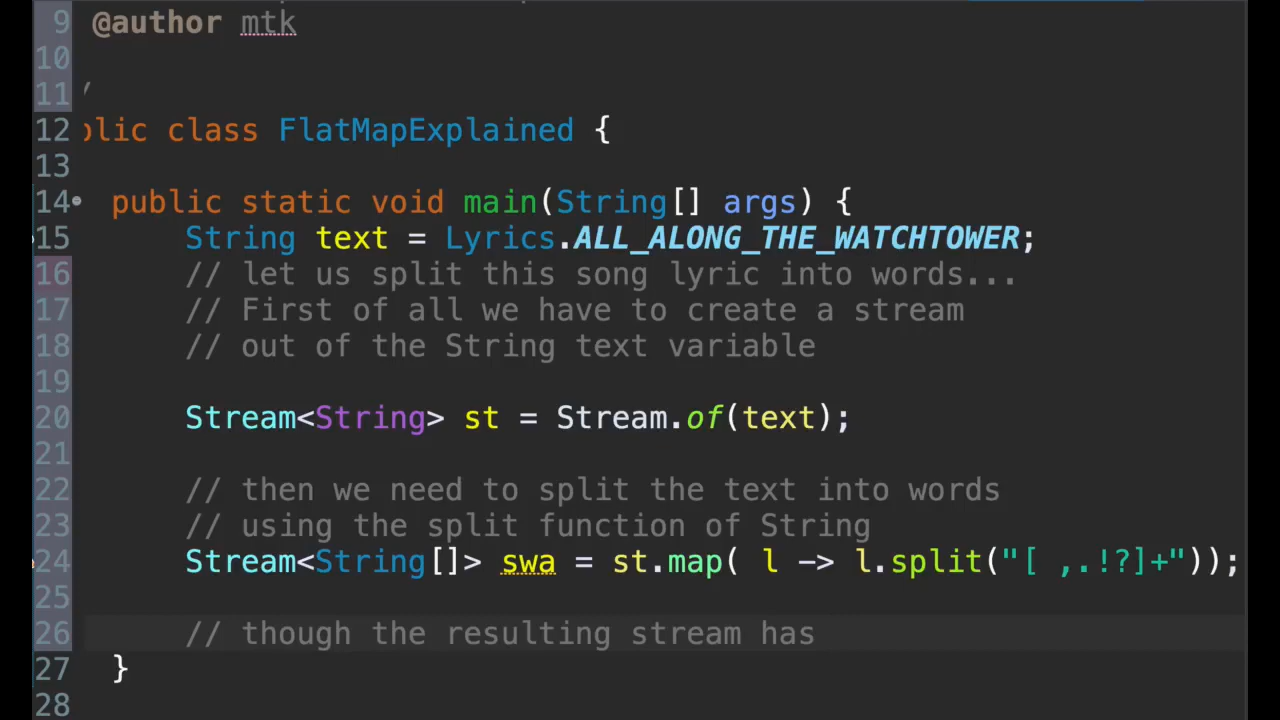 9 @author mtk
10
11 /
12 blic class FlatMapExplained {
13
14 public static void main(String[] args) {
15 String text = Lyrics.ALL_ALONG_THE_WATCHTOWER;
16 // let us split this song lyric into words...
17 // First of all we have to create a stream
18 // out of the String text variable
19
20 Stream<String> st = Stream.of(text);
21
22 // then we need to split the text into words
23 // using the split function of String
24 Stream<String[]> swa = st.map( l -> l.split("[ ,.!?]+"));
25
26 // though the resulting stream has
27 }
28